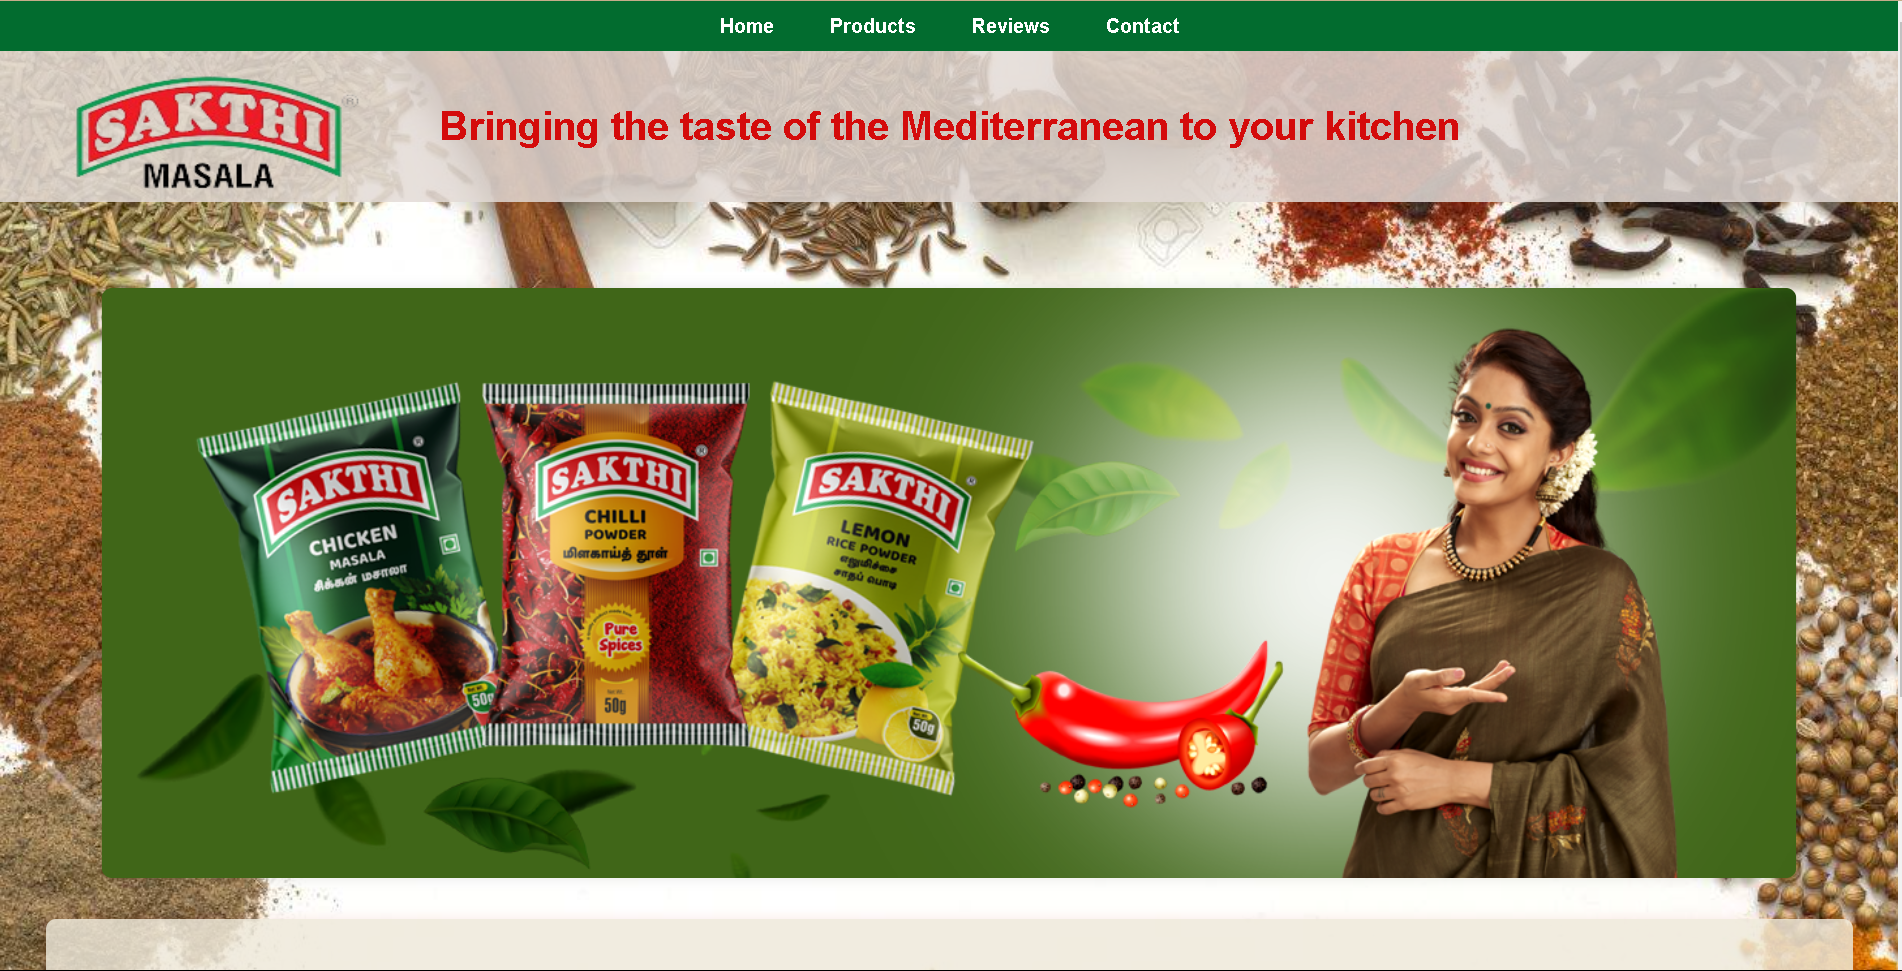 Home Products Reviews Contact
SAKTHI®
MASALA
Bringing the taste of the Mediterranean to your kitchen
SAKTHI®
CHICKEN
MASALA
சிக்கன் மசாலா
50g
SAKTHI®
CHILLI
POWDER
மிளகாய்த் தூள்
Pure
Spices
50g
SAKTHI®
LEMON
RICE POWDER
எலுமிச்சை
சாதப் பொடி
50g